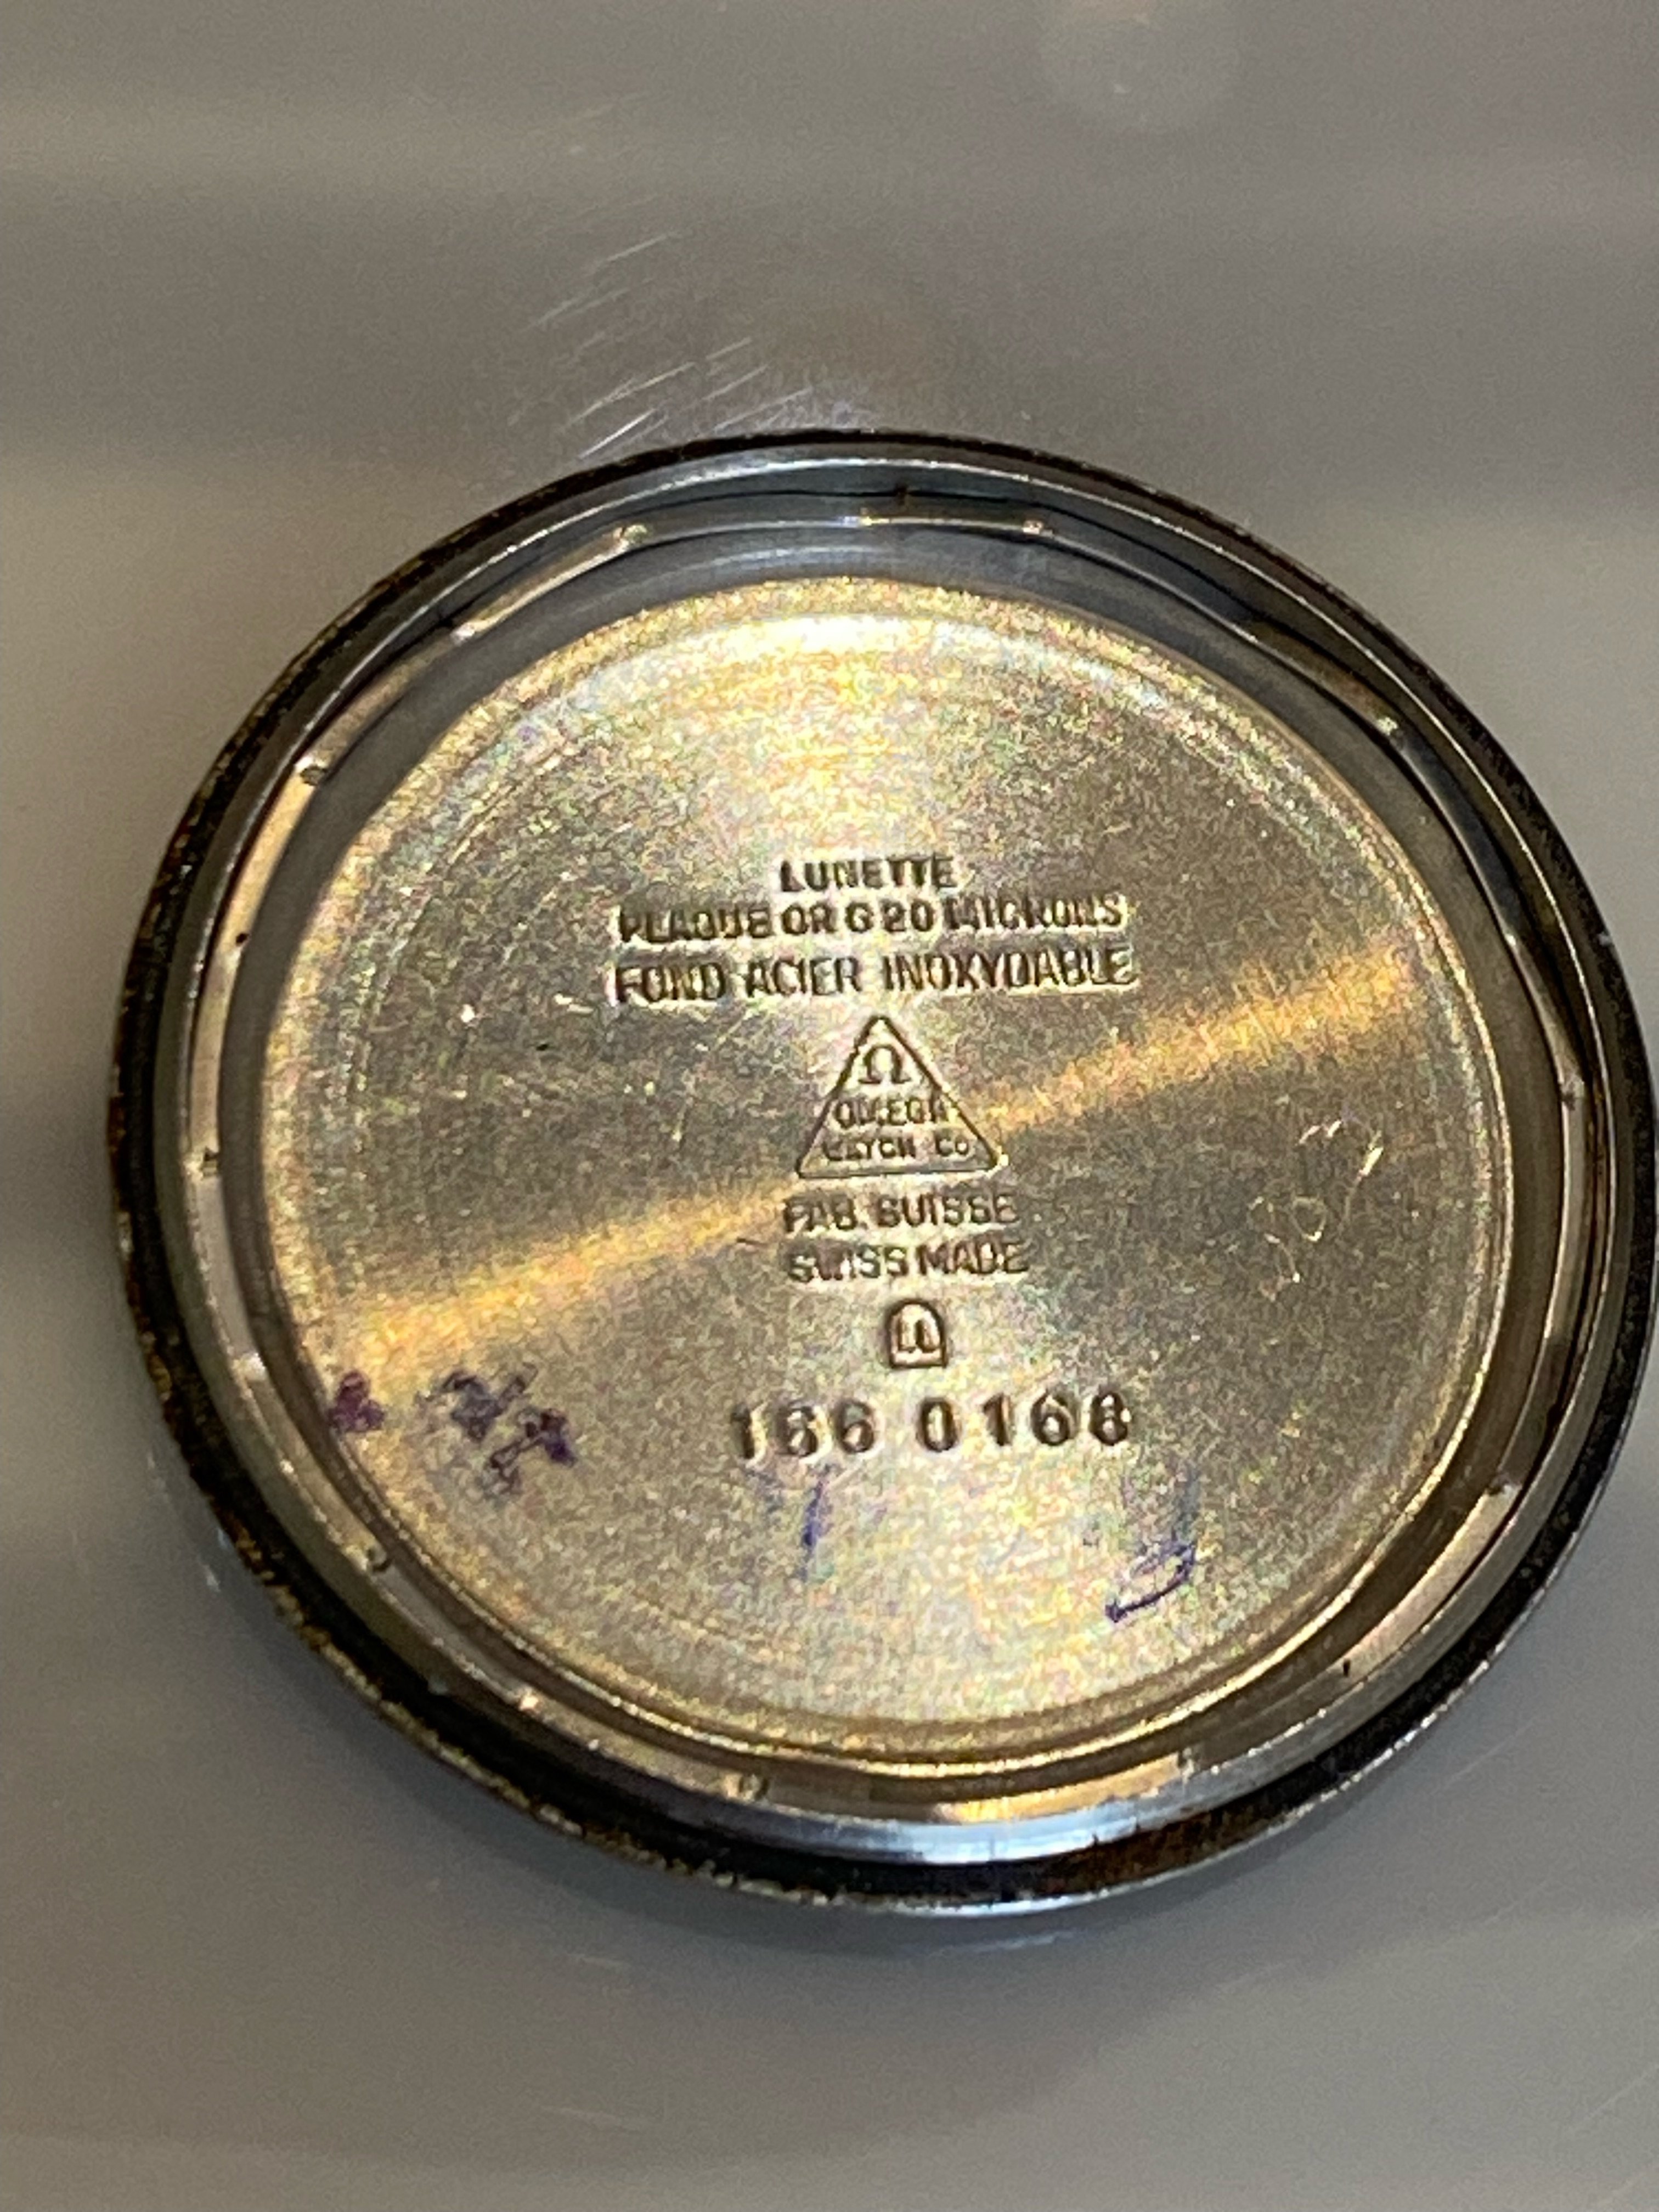 LUNETTE
PLAQUE OR G 20 MICRONS
FOND ACIER INOXYDABLE
Ω
OMEGA
WATCH Co
FAB. SUISSE
SWISS MADE
166 0168